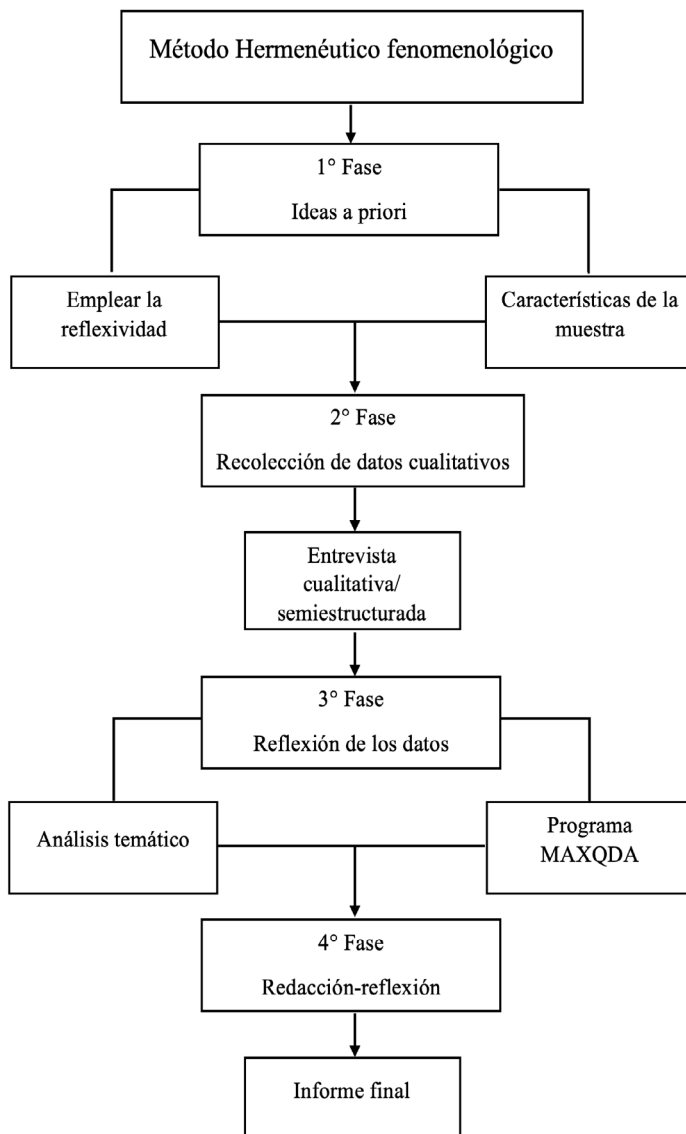 Método Hermenéutico fenomenológico
1° Fase
Ideas a priori
Emplear la
reflexividad
Características de la
muestra
2° Fase
Recolección de datos cualitativos
Entrevista
cualitativa/
semiestructurada
3° Fase
Reflexión de los datos
Análisis temático
Programa
MAXQDA
4° Fase
Redacción-reflexión
Informe final